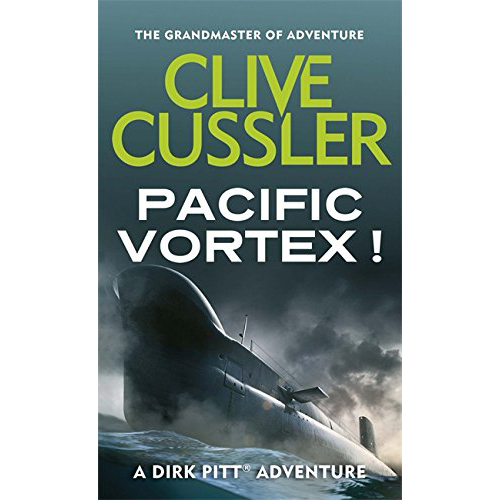 THE GRANDMASTER OF ADVENTURE
CLIVE
CUSSLER
PACIFIC
VORTEX !
A DIRK PITT® ADVENTURE